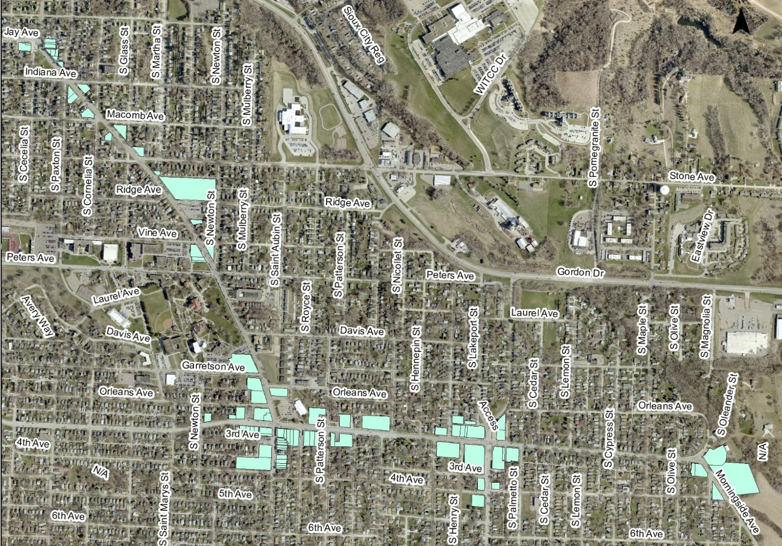 Jay Ave
S Glass St
S Martha St
S Newton St
Sioux City Reg
WITCC Dr
Indiana Ave
S Mulberry St
Macomb Ave
S Cecelia St
S Paxton St
S Cornelia St
S Pomegranite St
Stone Ave
Ridge Ave
S Newton St
S Mulberry St
Ridge Ave
Vine Ave
S Saint Aubin St
S Patterson St
S Nicollet St
Peters Ave
Peters Ave
Gordon Dr
Laurel Ave
Avery Way
S Royce St
Laurel Ave
S Maple St
S Olive St
S Magnolia St
Davis Ave
Davis Ave
S Hennepin St
S Lakeport St
Garretson Ave
S Cedar St
S Lemon St
Orleans Ave
Orleans Ave
Access
Orleans Ave
S Oleander St
S Newton St
4th Ave
3rd Ave
S Patterson St
S Cypress St
N/A
N/A
3rd Ave
S Olive St
4th Ave
S Palmetto St
S Cedar St
S Lemon St
Morningside Ave
S Saint Marys St
5th Ave
S Henry St
6th Ave
6th Ave
6th Ave